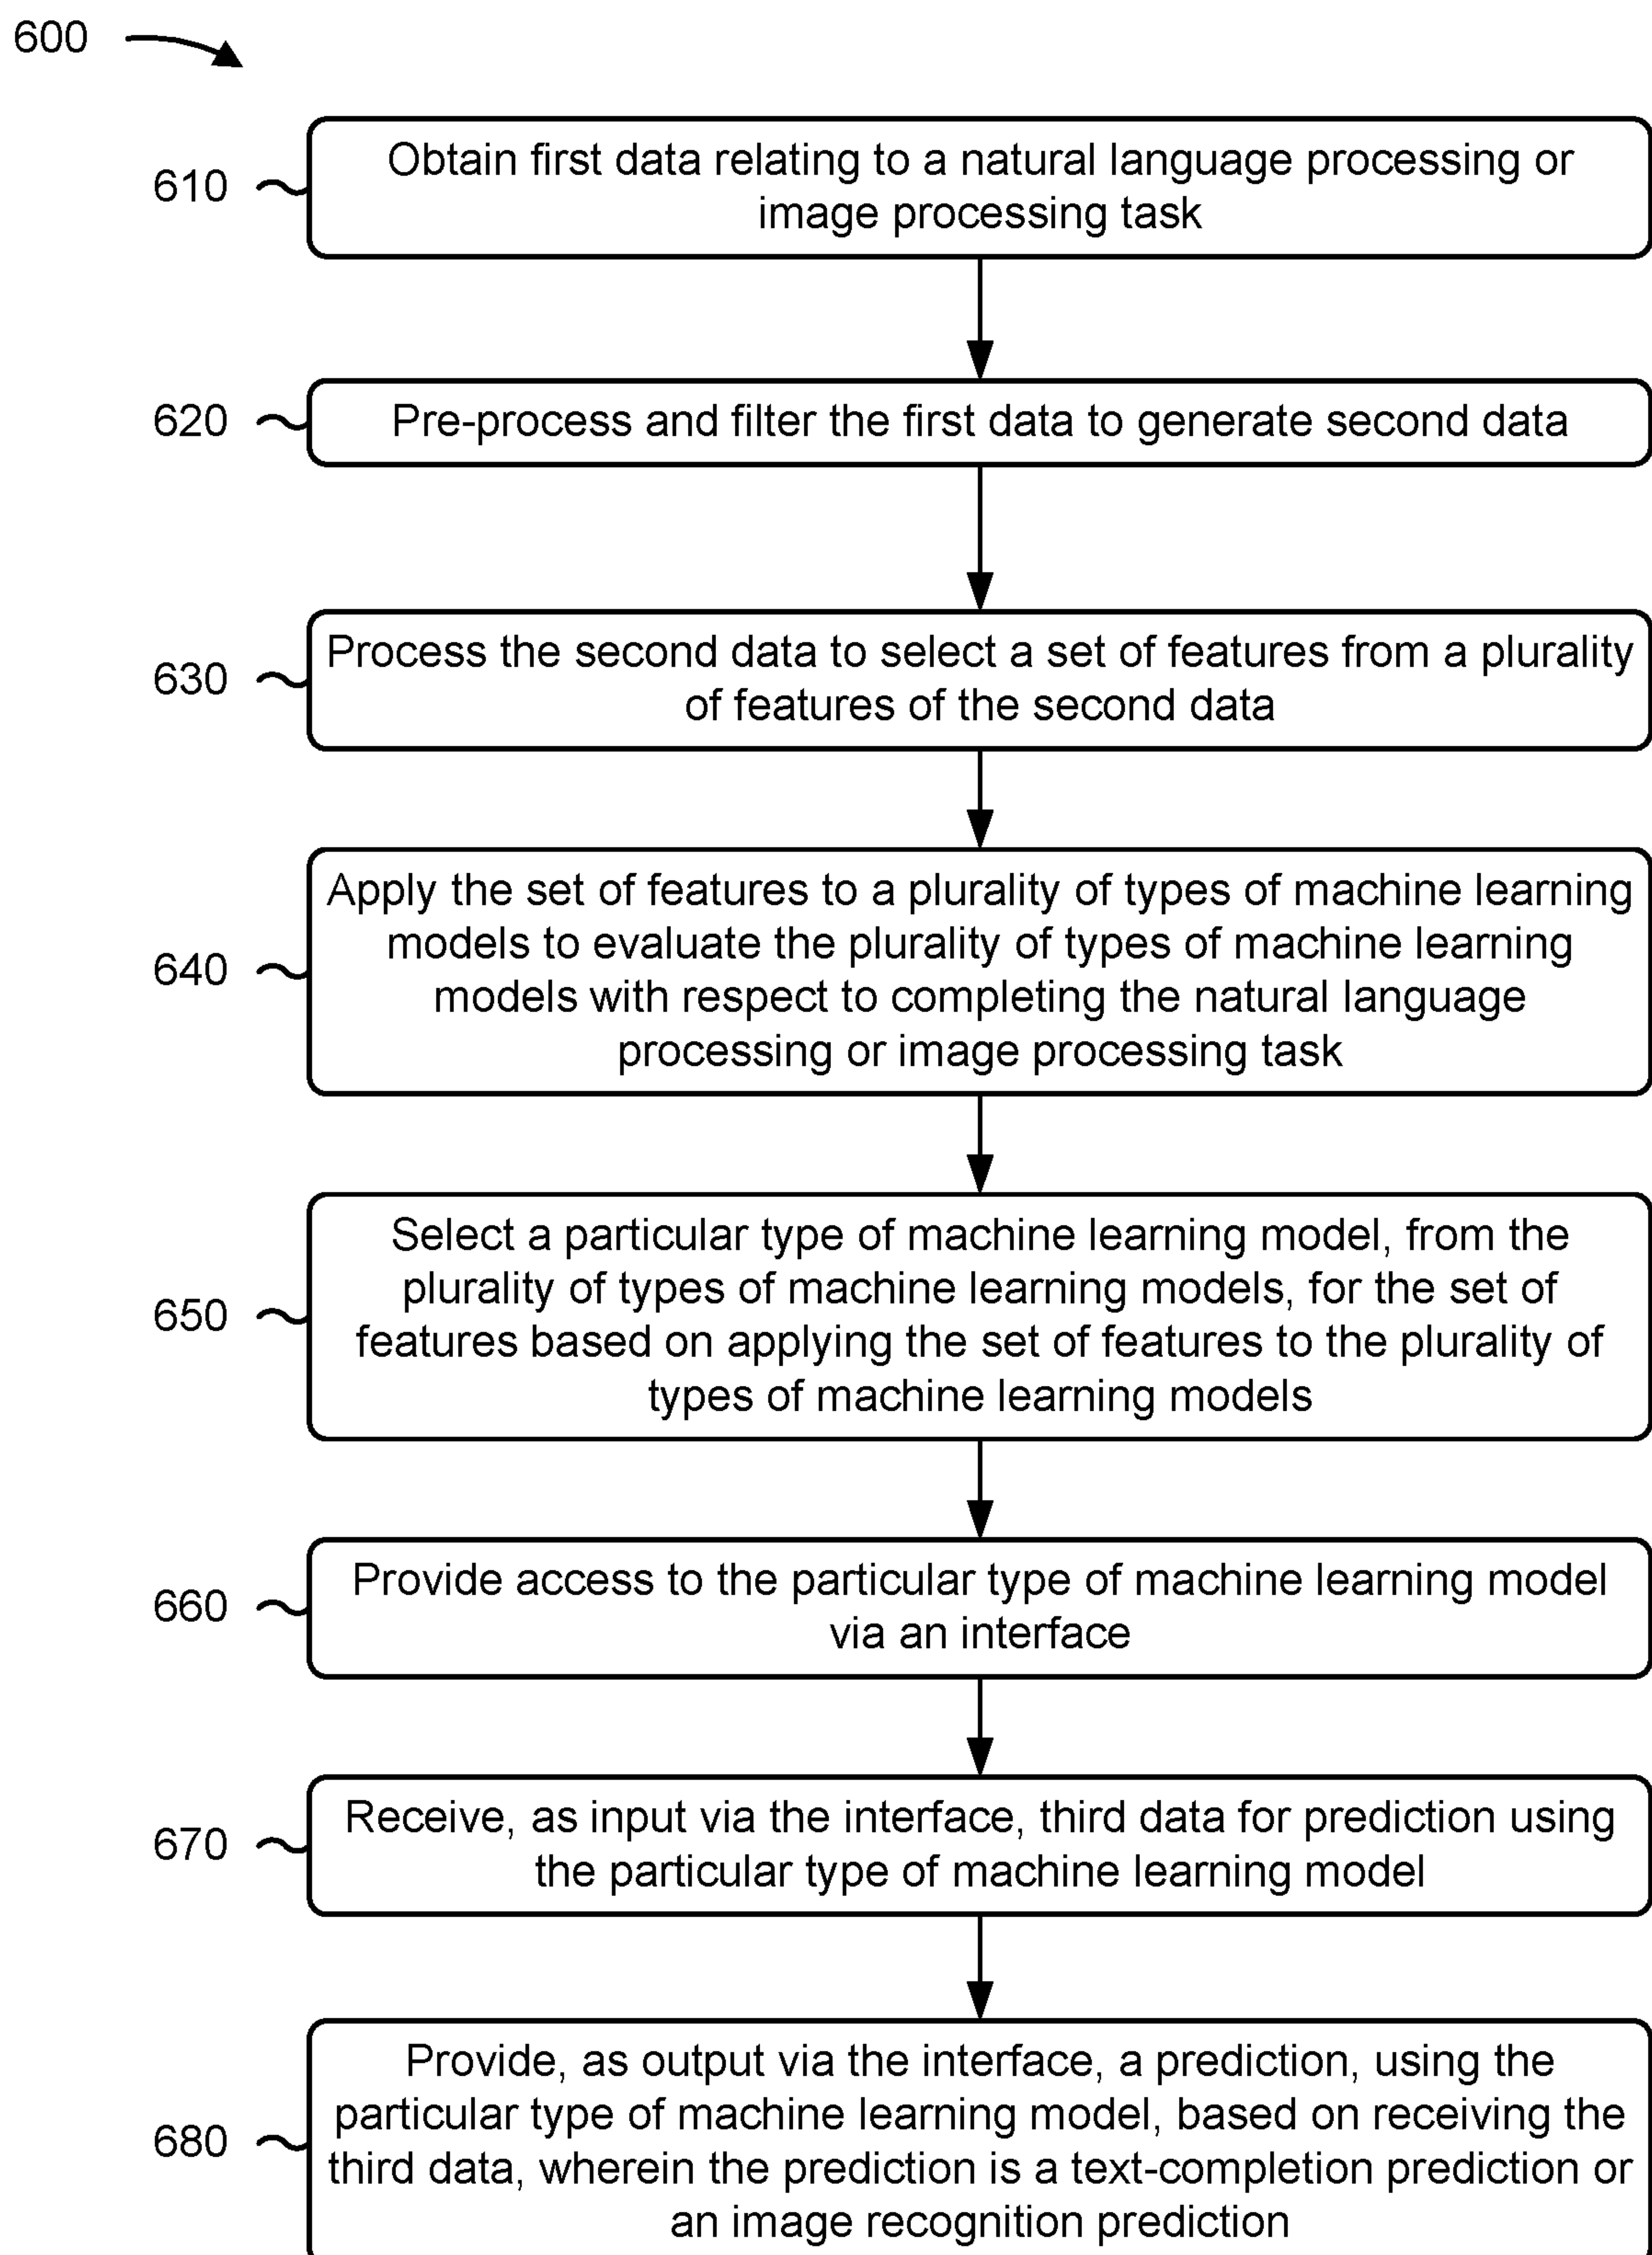 600
610
Obtain first data relating to a natural language processing or
image processing task
620
Pre-process and filter the first data to generate second data
630
Process the second data to select a set of features from a plurality
of features of the second data
640
Apply the set of features to a plurality of types of machine learning
models to evaluate the plurality of types of machine learning
models with respect to completing the natural language
processing or image processing task
650
Select a particular type of machine learning model, from the
plurality of types of machine learning models, for the set of
features based on applying the set of features to the plurality of
types of machine learning models
660
Provide access to the particular type of machine learning model
via an interface
670
Receive, as input via the interface, third data for prediction using
the particular type of machine learning model
680
Provide, as output via the interface, a prediction, using the
particular type of machine learning model, based on receiving the
third data, wherein the prediction is a text-completion prediction or
an image recognition prediction